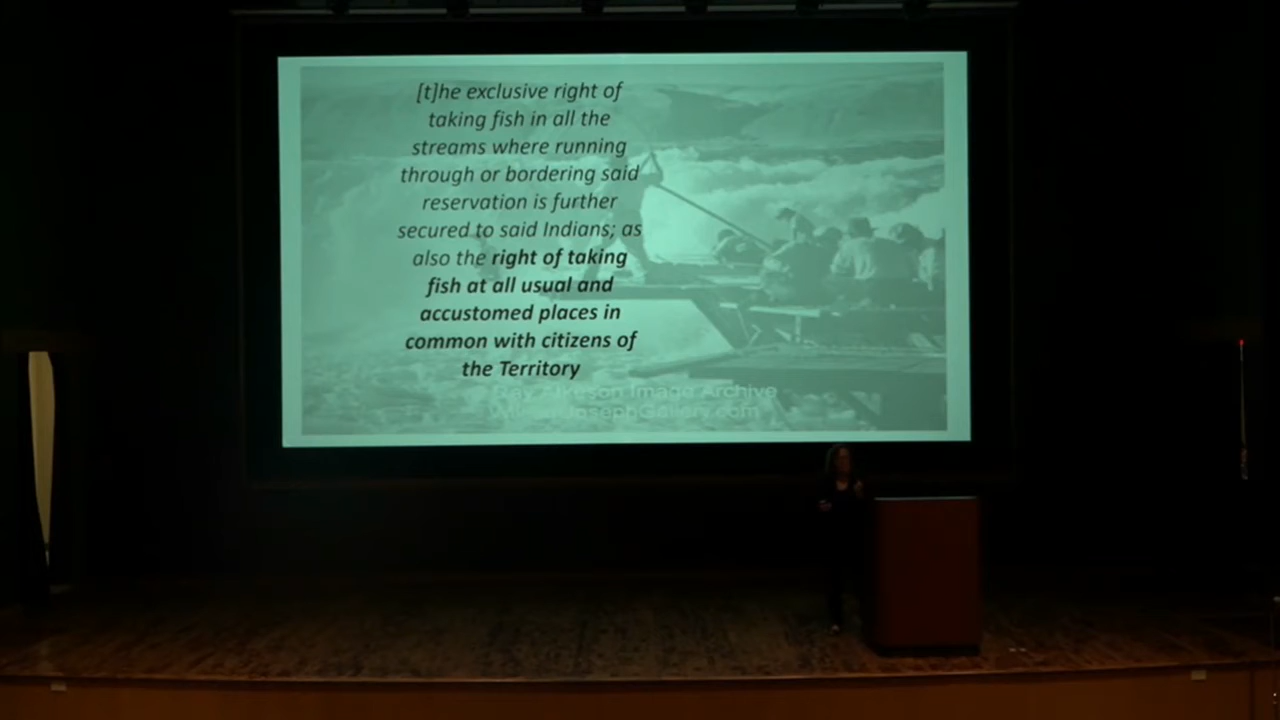 [t]he exclusive right of
taking fish in all the
streams where running
through or bordering said
reservation is further
secured to said Indians; as
also the right of taking
fish at all usual and
accustomed places in
common with citizens of
the Territory
Image Archive
JosephGallery.com